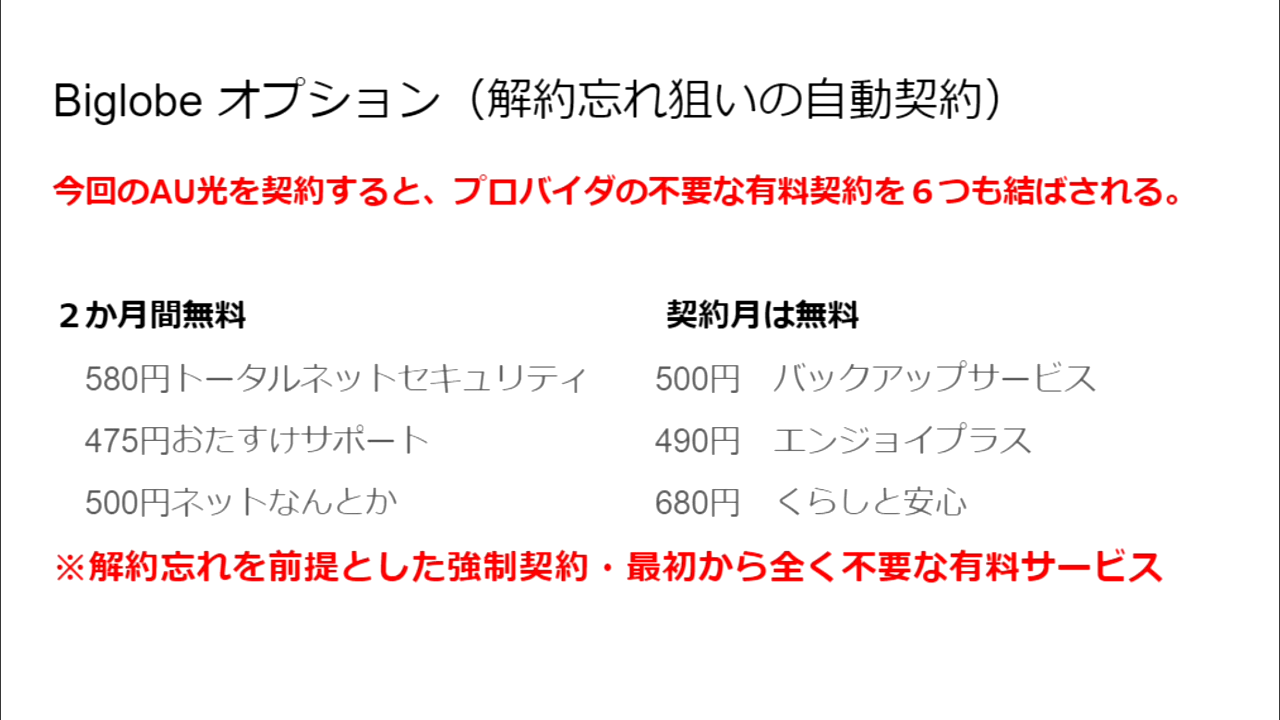 Biglobe オプション（解約忘れ狙いの自動契約）
今回のAU光を契約すると、プロバイダの不要な有料契約を６つも結ばされる。
２か月間無料
580円トータルネットセキュリティ
475円おたすけサポート
500円ネットなんとか
契約月は無料
500円　バックアップサービス
490円　エンジョイプラス
680円　くらしと安心
※解約忘れを前提とした強制契約・最初から全く不要な有料サービス